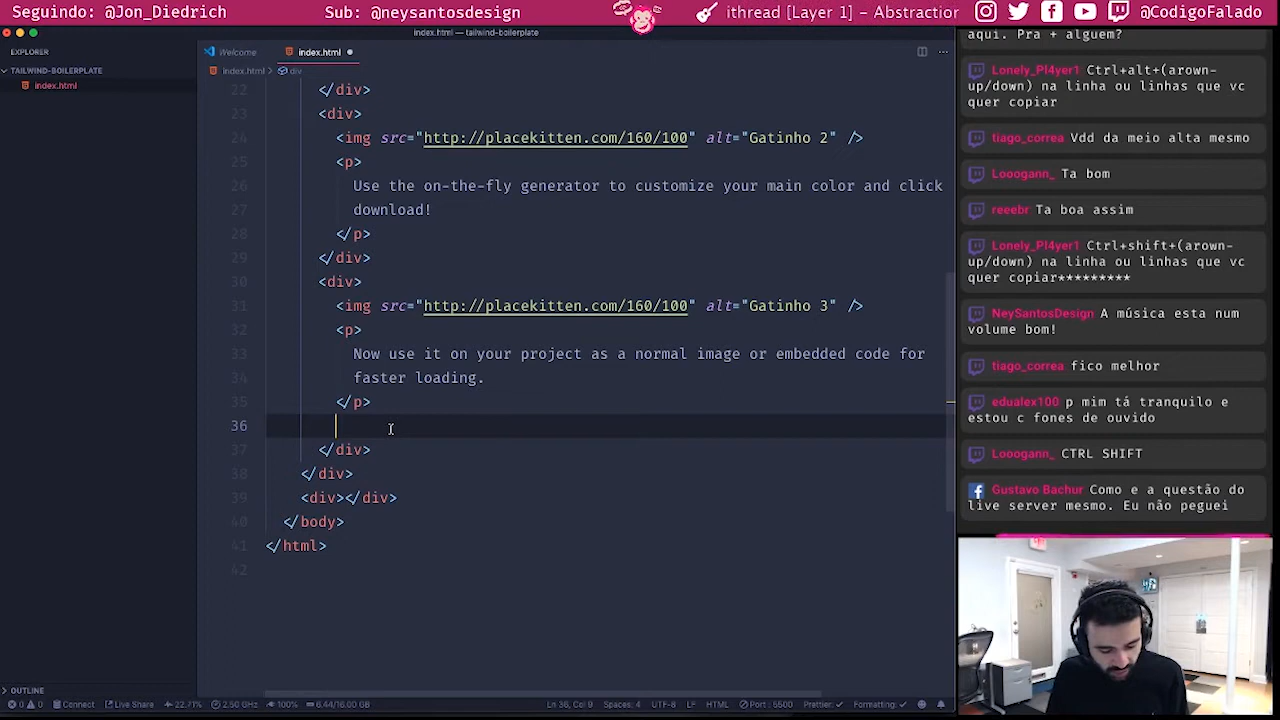 Seguindo: @Jon_Diedrich
Sub: @neysantosdesign
ithread [Layer 1] — Abstraction
@CodigoFalado
index.html — tailwind-boilerplate
EXPLORER
TAILWIND-BOILERPLATE
index.html
Welcome
index.html
index.html > div
22 </div>
23 <div>
24 <img src="http://placekitten.com/160/100" alt="Gatinho 2" />
25 <p>
26 Use the on-the-fly generator to customize your main color and click
27 download!
28 </p>
29 </div>
30 <div>
31 <img src="http://placekitten.com/160/100" alt="Gatinho 3" />
32 <p>
33 Now use it on your project as a normal image or embedded code for
34 faster loading.
35 </p>
36
37 </div>
38 </div>
39 <div></div>
40 </body>
41 </html>
42
OUTLINE
0 0 Connect Live Share 22.71% 2.50 GHz 100% 6.44/16.00 GB
Ln 36, Col 9 Spaces: 4 UTF-8 LF HTML Port : 5500 Prettier: ✓ Formatting: ✓
aqui. Pra + alguem?
Lonely_Pl4yer1 Ctrl+alt+(arown-
up/down) na linha ou linhas que vc
quer copiar
tiago_correa Vdd da meio alta mesmo
Looogann_ Ta bom
reeebr Ta boa assim
Lonely_Pl4yer1 Ctrl+shift+(arown-
up/down) na linha ou linhas que vc
quer copiar*********
NeySantosDesign A música esta num
volume bom!
tiago_correa fico melhor
edualex100 p mim tá tranquilo e
estou c fones de ouvido
Looogann_ CTRL SHIFT
Gustavo Bachur Como e a questão do
live server mesmo. Eu não peguei